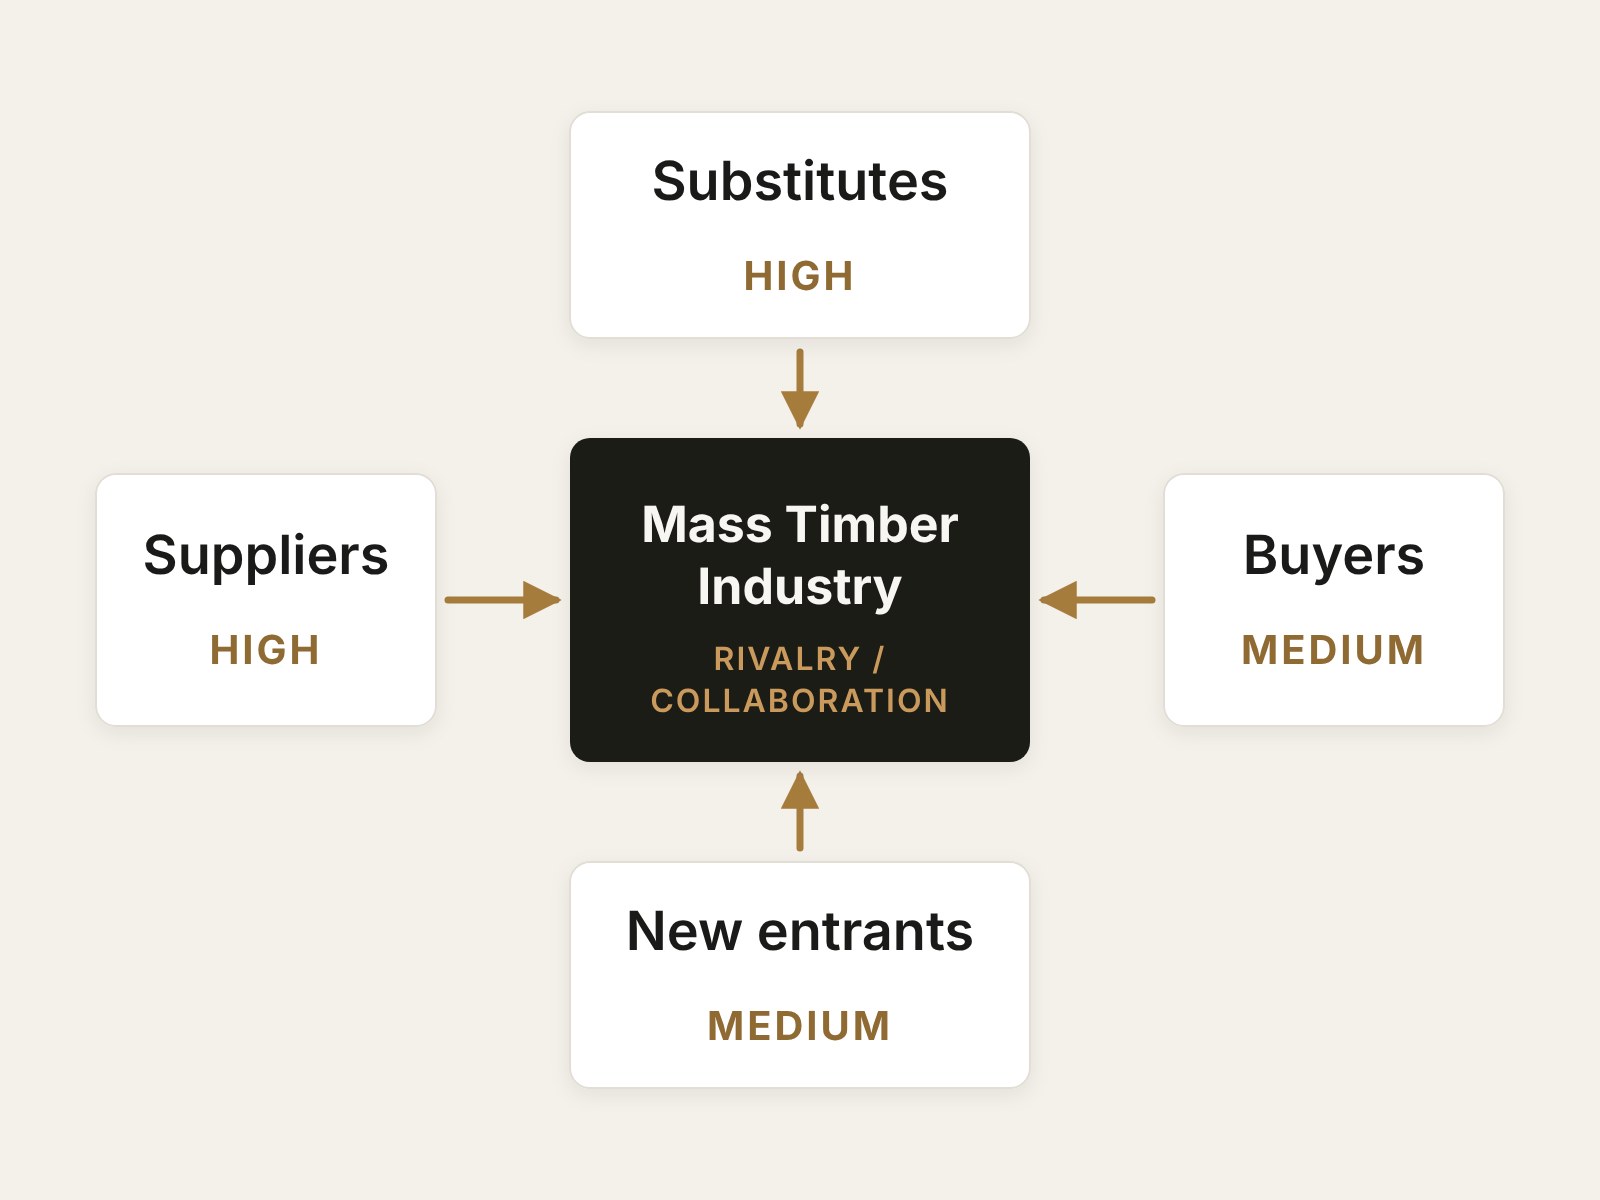 Substitutes
HIGH
Suppliers
HIGH
Mass Timber
Industry
RIVALRY /
COLLABORATION
Buyers
MEDIUM
New entrants
MEDIUM